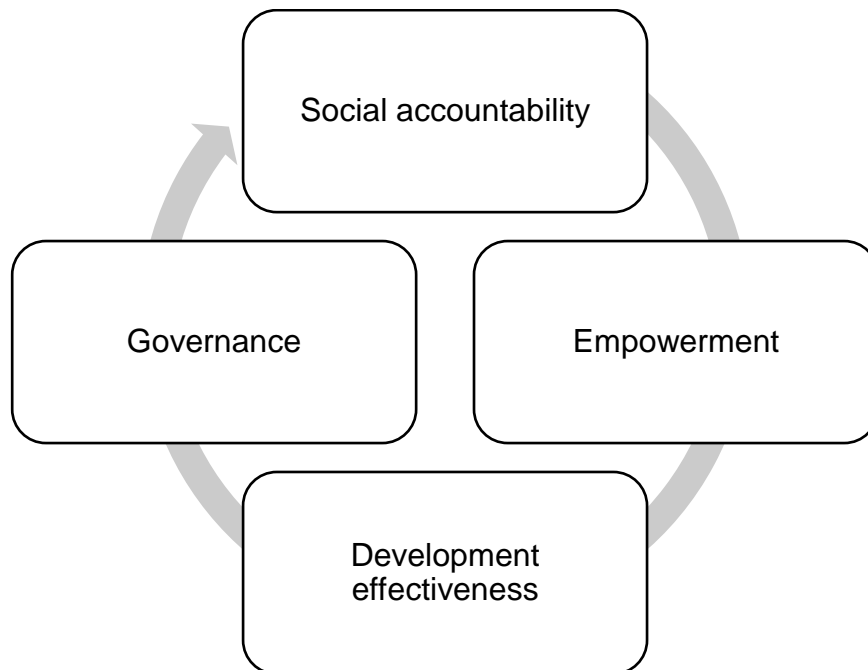 Social accountability
Governance
Empowerment
Development
effectiveness